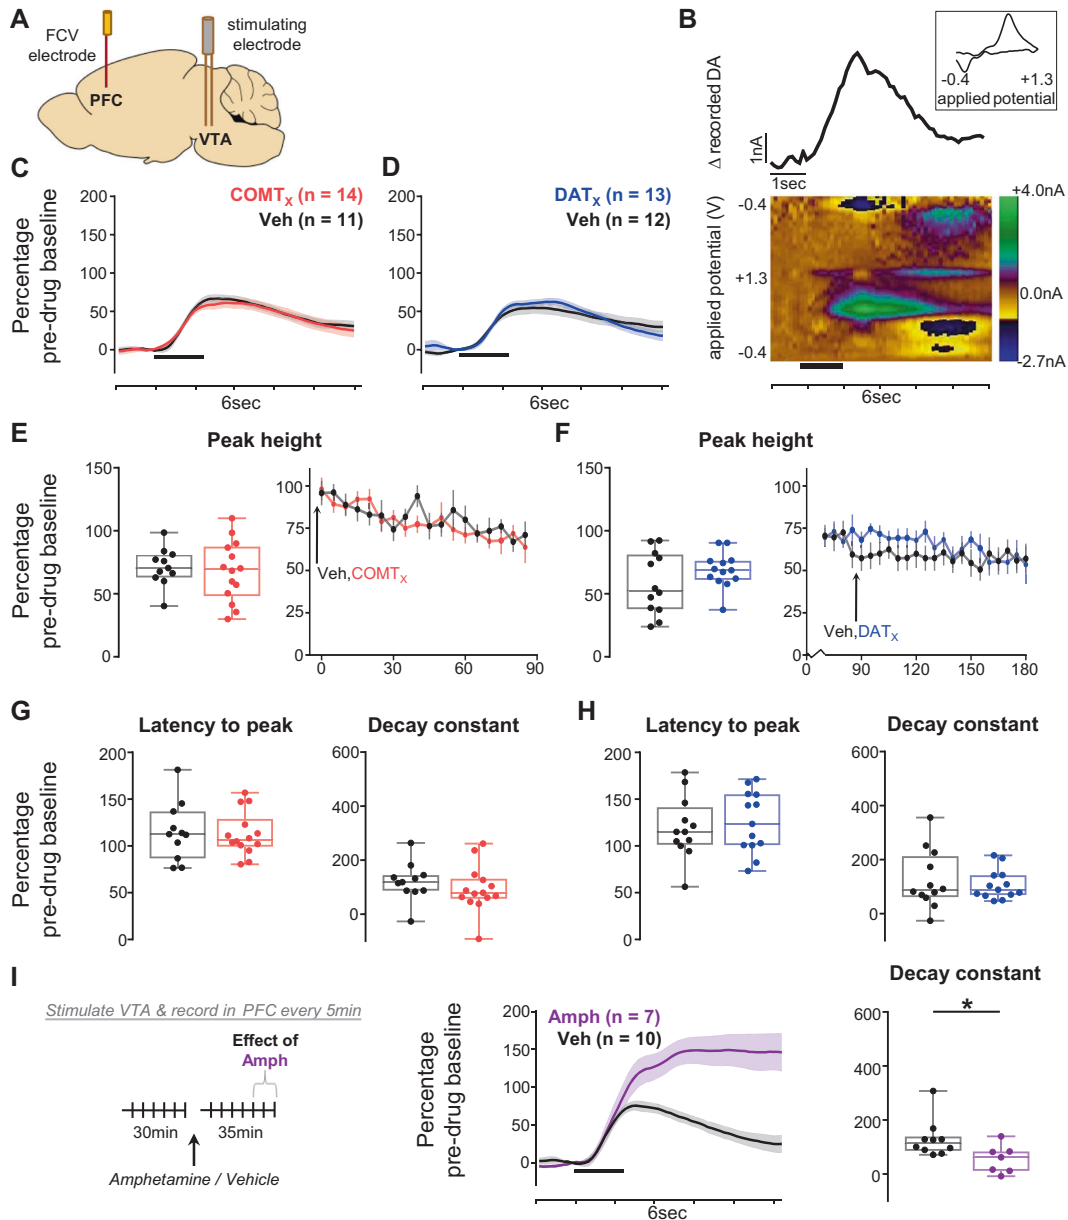 A
FCV
electrode
stimulating
electrode
PFC
VTA
B
Δ recorded DA
1nA
1sec
-0.4
+1.3
applied potential
applied potential (V)
-0.4
+1.3
-0.4
+4.0nA
0.0nA
-2.7nA
6sec
C
Percentage
pre-drug baseline
COMTX (n = 14)
Veh (n = 11)
200
150
100
50
0
6sec
D
DATX (n = 13)
Veh (n = 12)
200
150
100
50
0
6sec
E
Peak height
Percentage
pre-drug baseline
150
100
50
0
100
75
50
25
0
Veh,COMTX
0
30
60
90
F
Peak height
150
100
50
0
100
75
50
25
0
Veh,DATX
0
90
120
150
180
G
Latency to peak
Percentage
pre-drug baseline
200
150
100
50
0
Decay constant
600
400
200
0
H
Latency to peak
200
150
100
50
0
Decay constant
600
400
200
0
I
Stimulate VTA & record in PFC every 5min
Effect of
Amph
30min
35min
Amphetamine / Vehicle
Percentage
pre-drug baseline
Amph (n = 7)
Veh (n = 10)
200
150
100
50
0
6sec
Decay constant
*
600
400
200
0